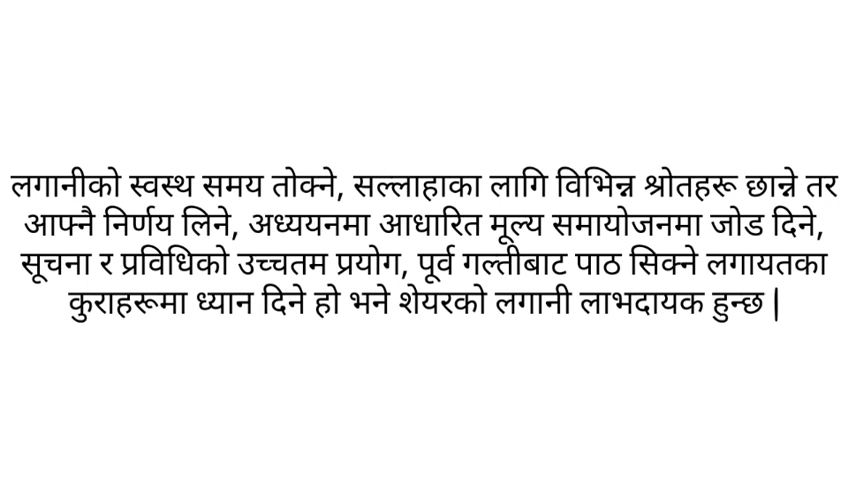 लगानीको स्वस्थ समय तोक्ने, सल्लाहाका लागि विभिन्न श्रोतहरू छान्ने तर
आफ्नै निर्णय लिने, अध्ययनमा आधारित मूल्य समायोजनमा जोड दिने,
सूचना र प्रविधिको उच्चतम प्रयोग, पूर्व गल्तीबाट पाठ सिक्ने लगायतका
कुराहरूमा ध्यान दिने हो भने शेयरको लगानी लाभदायक हुन्छ |